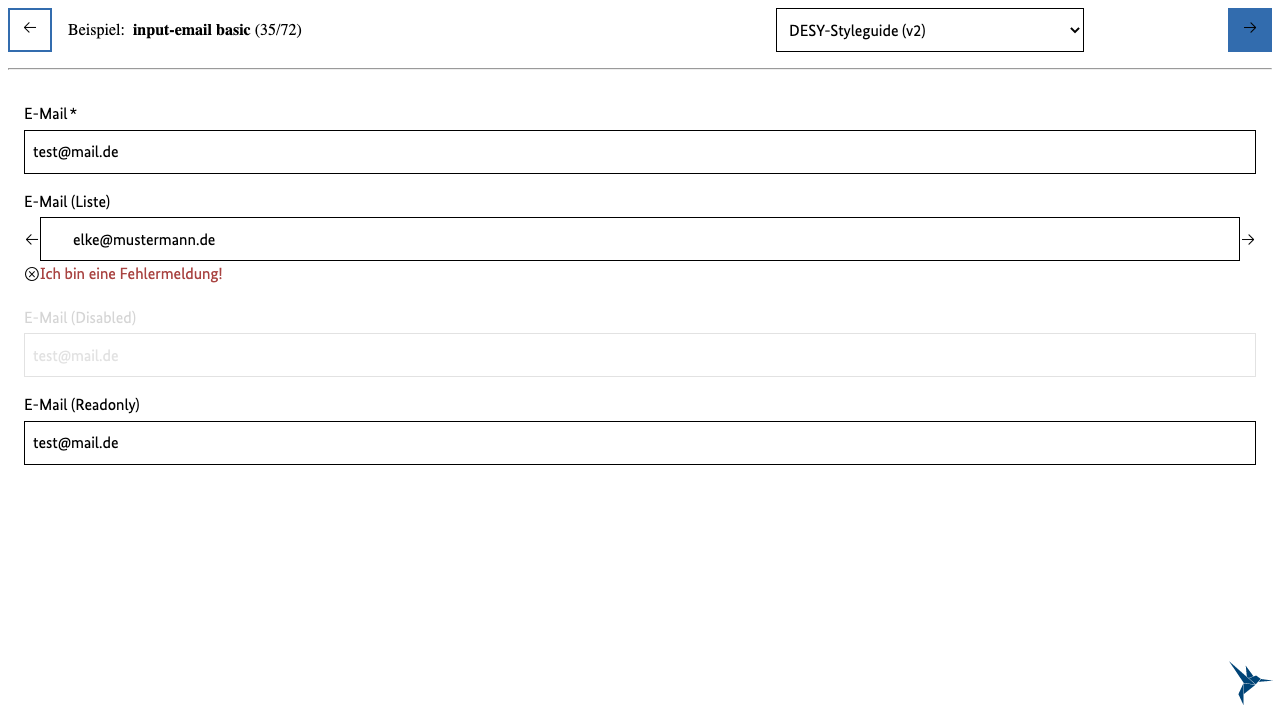 Beispiel: input-email basic (35/72)
DESY-Styleguide (v2)
E-Mail *
test@mail.de
E-Mail (Liste)
elke@mustermann.de
Ich bin eine Fehlermeldung!
E-Mail (Disabled)
test@mail.de
E-Mail (Readonly)
test@mail.de